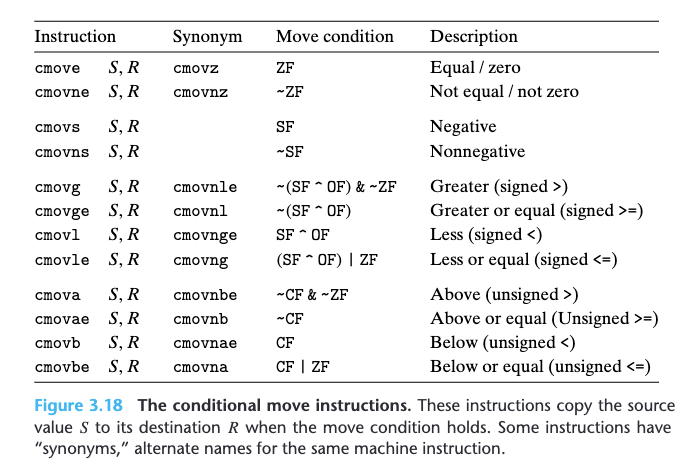 Instruction Synonym Move condition Description
cmove S, R cmovz ZF Equal / zero
cmovne S, R cmovnz ~ZF Not equal / not zero
cmovs S, R SF Negative
cmovns S, R ~SF Nonnegative
cmovg S, R cmovnle ~(SF ^ OF) & ~ZF Greater (signed >)
cmovge S, R cmovnl ~(SF ^ OF) Greater or equal (signed >=)
cmovl S, R cmovnge SF ^ OF Less (signed <)
cmovle S, R cmovng (SF ^ OF) | ZF Less or equal (signed <=)
cmova S, R cmovnbe ~CF & ~ZF Above (unsigned >)
cmovae S, R cmovnb ~CF Above or equal (Unsigned >=)
cmovb S, R cmovnae CF Below (unsigned <)
cmovbe S, R cmovna CF | ZF Below or equal (unsigned <=)
Figure 3.18 The conditional move instructions. These instructions copy the source
value S to its destination R when the move condition holds. Some instructions have
“synonyms,” alternate names for the same machine instruction.